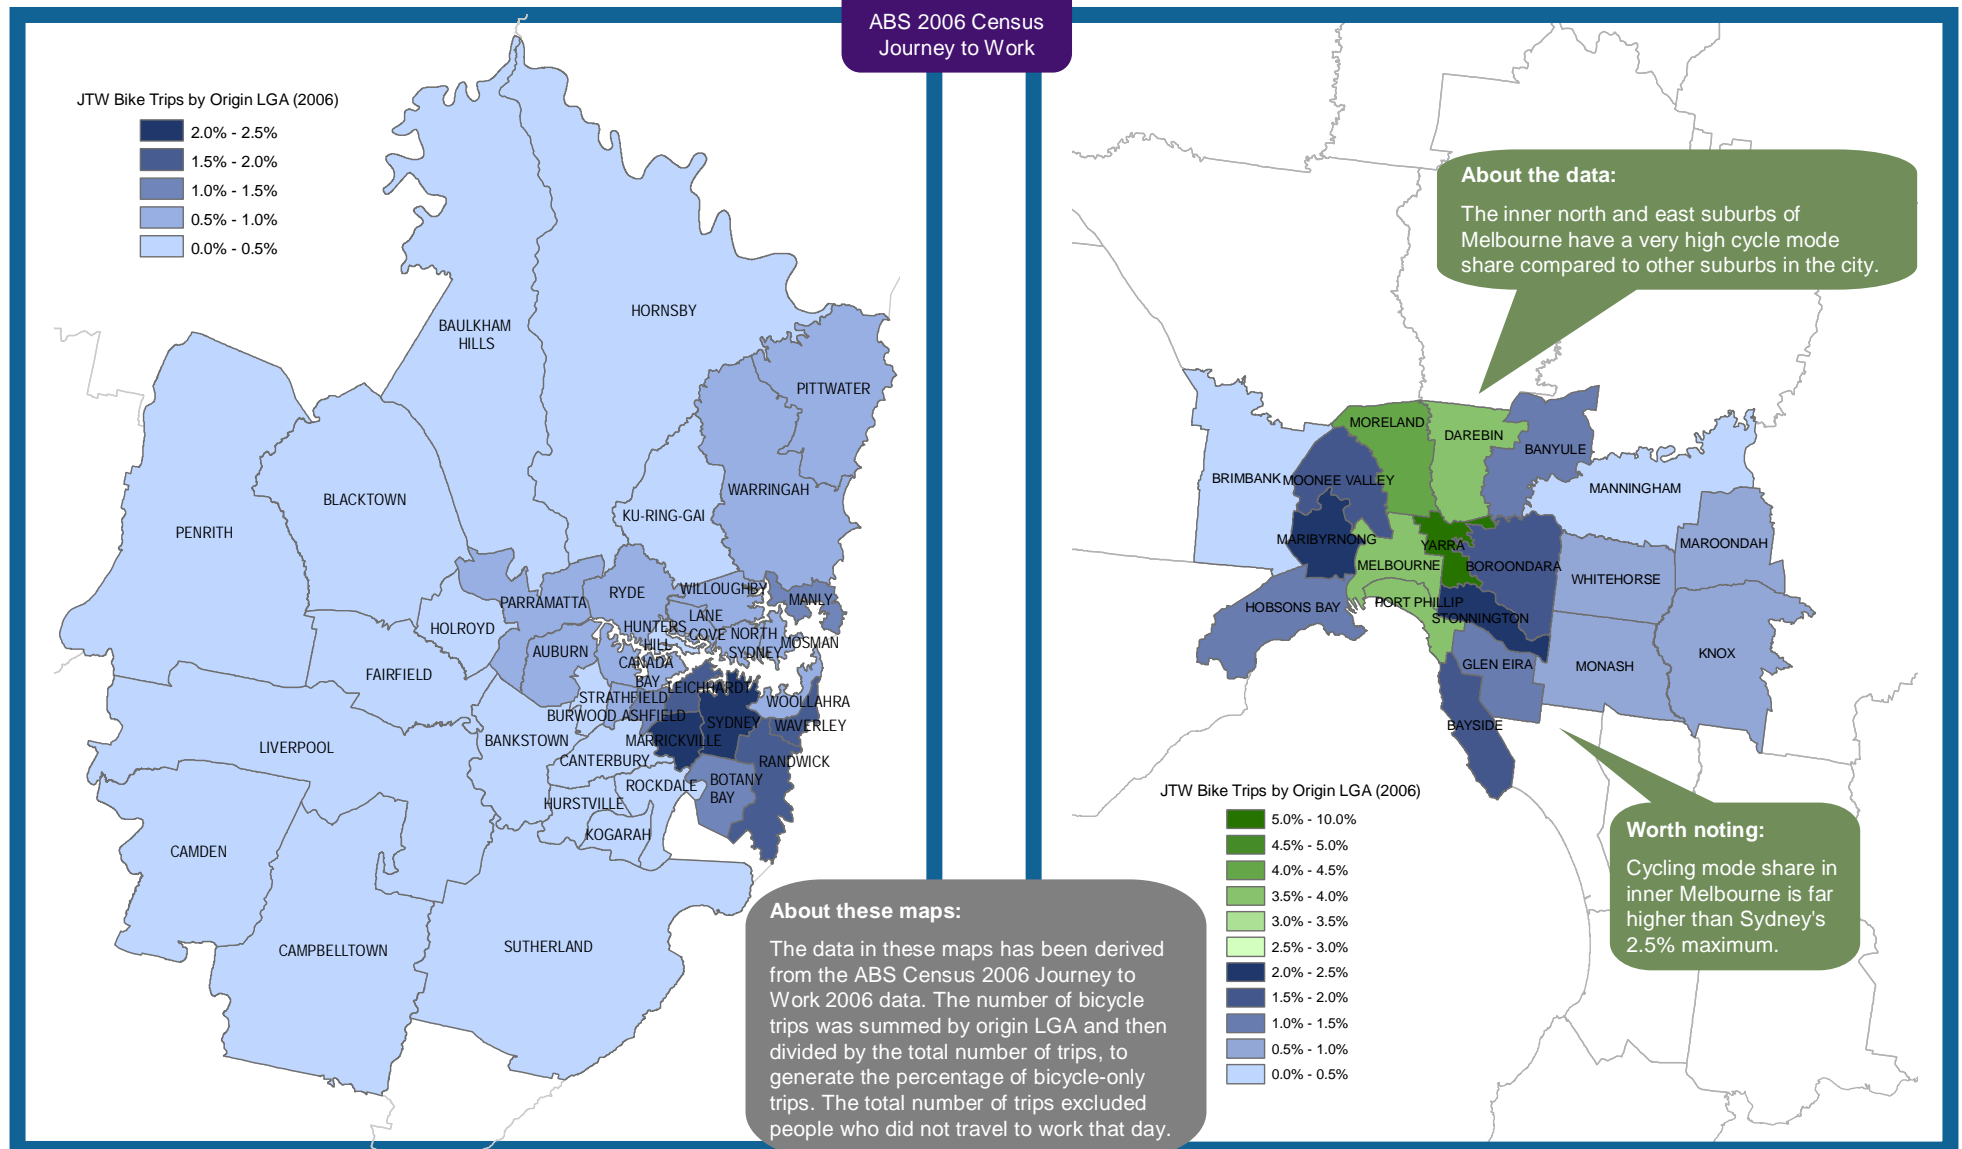 ABS 2006 Census
Journey to Work
JTW Bike Trips by Origin LGA (2006)
2.0% - 2.5%
1.5% - 2.0%
1.0% - 1.5%
0.5% - 1.0%
0.0% - 0.5%
HORNSBY
BAULKHAM
HILLS
PITTWATER
WARRINGAH
BLACKTOWN
KU-RING-GAI
PENRITH
WILLOUGHBY
RYDE
MANLY
PARRAMATTA
LANE
COVE
HUNTERS
HILL
HOLROYD
NORTH
SYDNEY
MOSMAN
AUBURN
CANADA
BAY
FAIRFIELD
LEICHHARDT
STRATHFIELD
WOOLLAHRA
BURWOOD
ASHFIELD
SYDNEY
WAVERLEY
LIVERPOOL
BANKSTOWN
MARRICKVILLE
CANTERBURY
RANDWICK
ROCKDALE
BOTANY
BAY
HURSTVILLE
KOGARAH
CAMDEN
CAMPBELLTOWN
SUTHERLAND
About these maps:
The data in these maps has been derived
from the ABS Census 2006 Journey to
Work 2006 data. The number of bicycle
trips was summed by origin LGA and then
divided by the total number of trips, to
generate the percentage of bicycle-only
trips. The total number of trips excluded
people who did not travel to work that day.
About the data:
The inner north and east suburbs of
Melbourne have a very high cycle mode
share compared to other suburbs in the city.
MORELAND
DAREBIN
BANYULE
BRIMBANK
MOONEE VALLEY
MANNINGHAM
MARIBYRNONG
YARRA
MAROONDAH
MELBOURNE
BOROONDARA
WHITEHORSE
HOBSONS BAY
PORT PHILLIP
STONNINGTON
GLEN EIRA
MONASH
KNOX
BAYSIDE
JTW Bike Trips by Origin LGA (2006)
5.0% - 10.0%
4.5% - 5.0%
4.0% - 4.5%
3.5% - 4.0%
3.0% - 3.5%
2.5% - 3.0%
2.0% - 2.5%
1.5% - 2.0%
1.0% - 1.5%
0.5% - 1.0%
0.0% - 0.5%
Worth noting:
Cycling mode share in
inner Melbourne is far
higher than Sydney's
2.5% maximum.